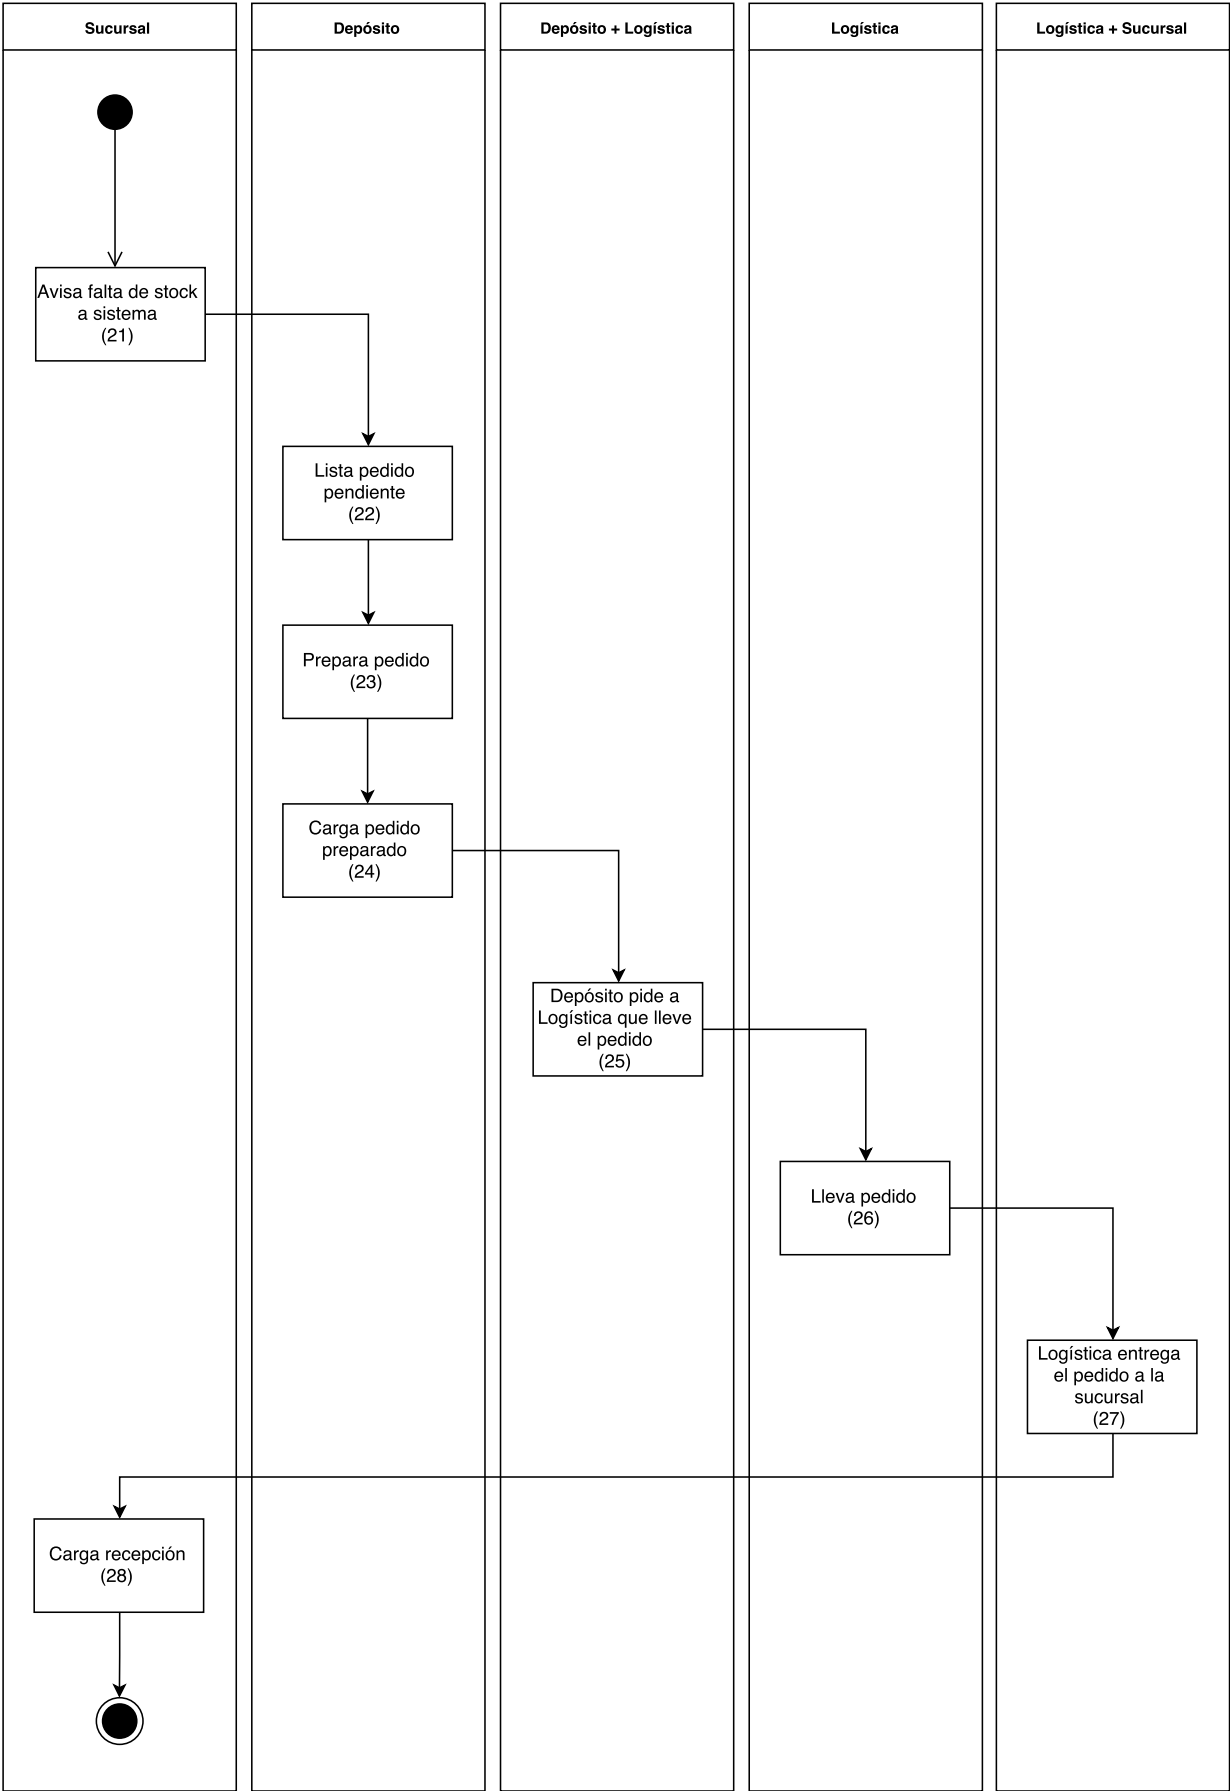 Sucursal
Depósito
Depósito + Logística
Logística
Logística + Sucursal
Avisa falta de stock
a sistema
(21)
Lista pedido
pendiente
(22)
Prepara pedido
(23)
Carga pedido
preparado
(24)
Depósito pide a
Logística que lleve
el pedido
(25)
Lleva pedido
(26)
Logística entrega
el pedido a la
sucursal
(27)
Carga recepción
(28)